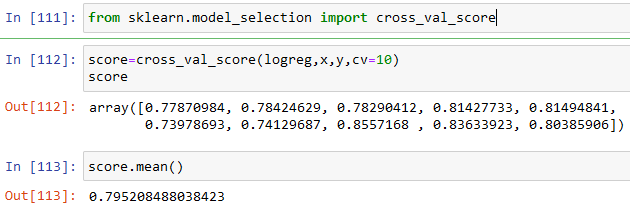 In [111]: from sklearn.model_selection import cross_val_score
In [112]: score=cross_val_score(logreg,x,y,cv=10)
score
Out[112]: array([0.77870984, 0.78424629, 0.78290412, 0.81427733, 0.81494841,
0.73978693, 0.74129687, 0.8557168 , 0.83633923, 0.80385906])
In [113]: score.mean()
Out[113]: 0.795208488038423